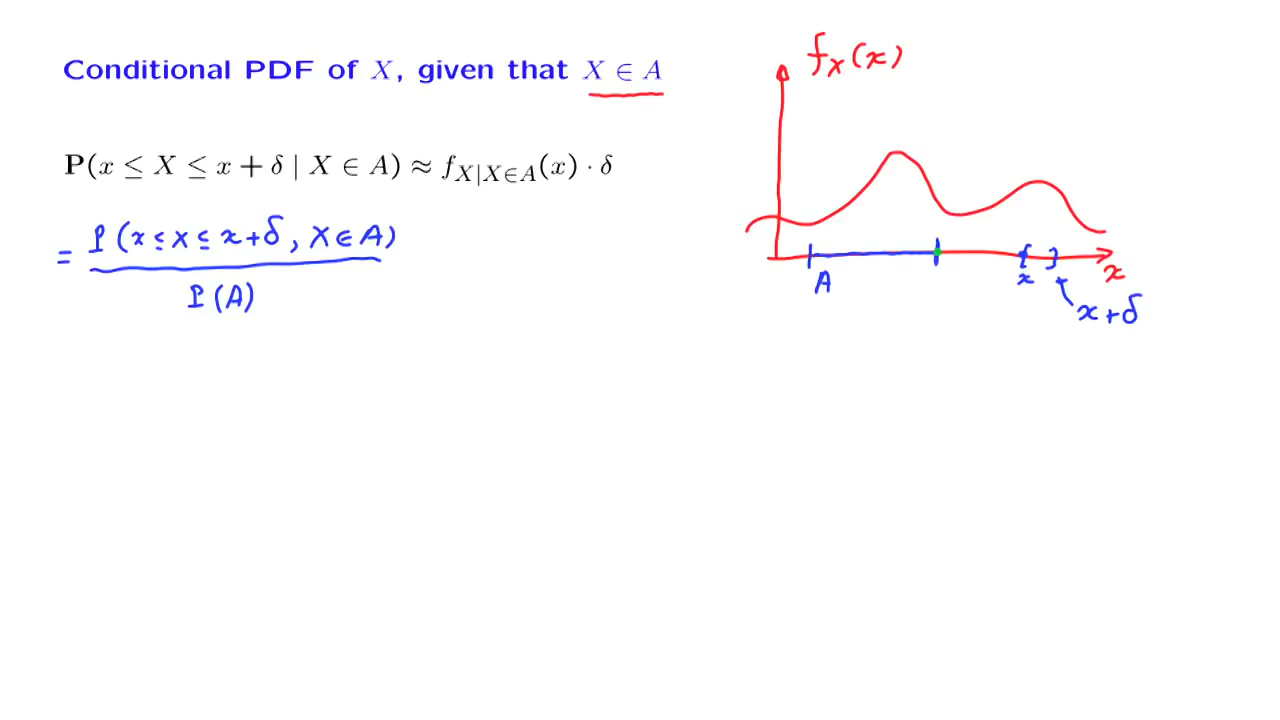 Conditional PDF of X, given that X ∈ A
P(x ≤ X ≤ x + δ | X ∈ A) ≈ f_{X|X∈A}(x) · δ
= P(x ≤ X ≤ x+δ, X ∈ A)
P(A)
f_X(x)
A
x
x
x+δ